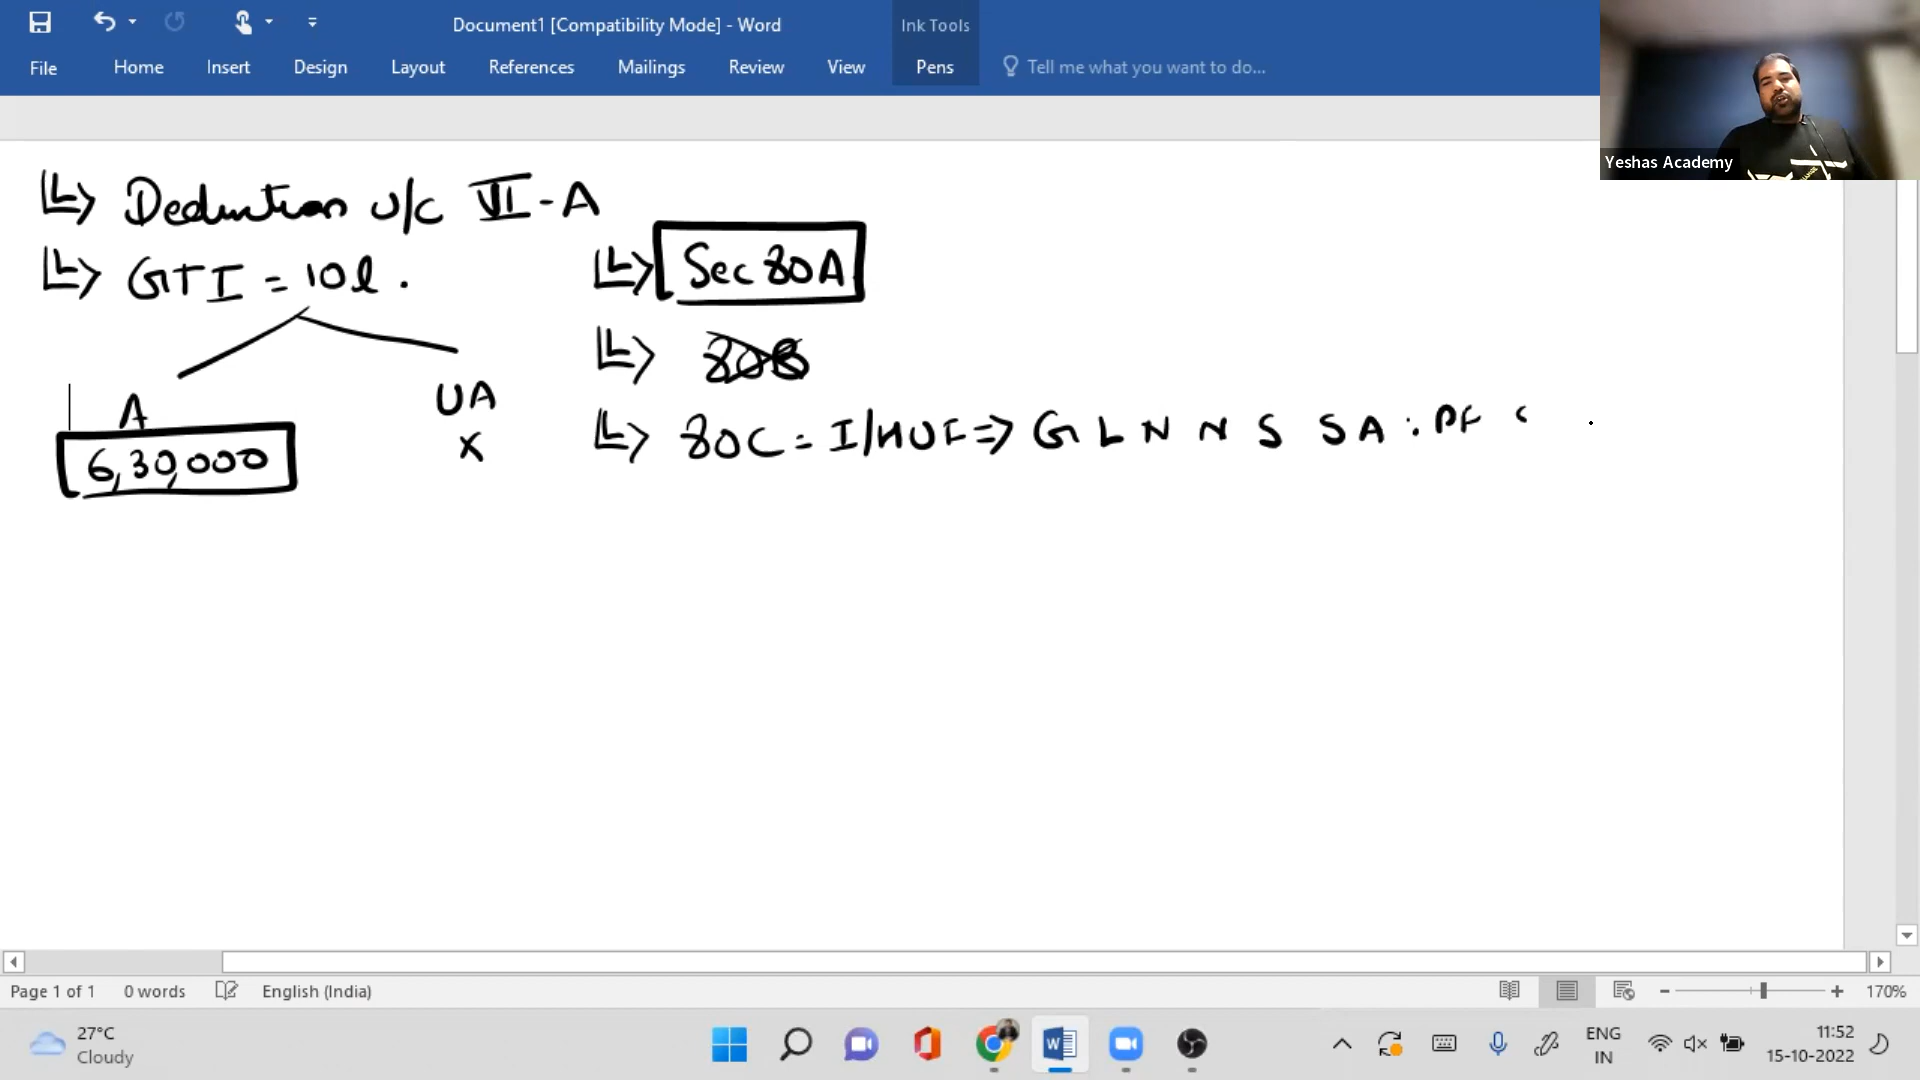 Document1 [Compatibility Mode] - Word
Ink Tools
File Home Insert Design Layout References Mailings Review View Pens Tell me what you want to do...
Yeshas Academy
Deduction u/c VI-A
GTI = 10l.
A
UA
6,30,000
X
Sec 80A
80C = I/HUF => G L N N S S A : PF
Page 1 of 1 0 words English (India) 170%
27°C
Cloudy
ENG
IN
11:52
15-10-2022